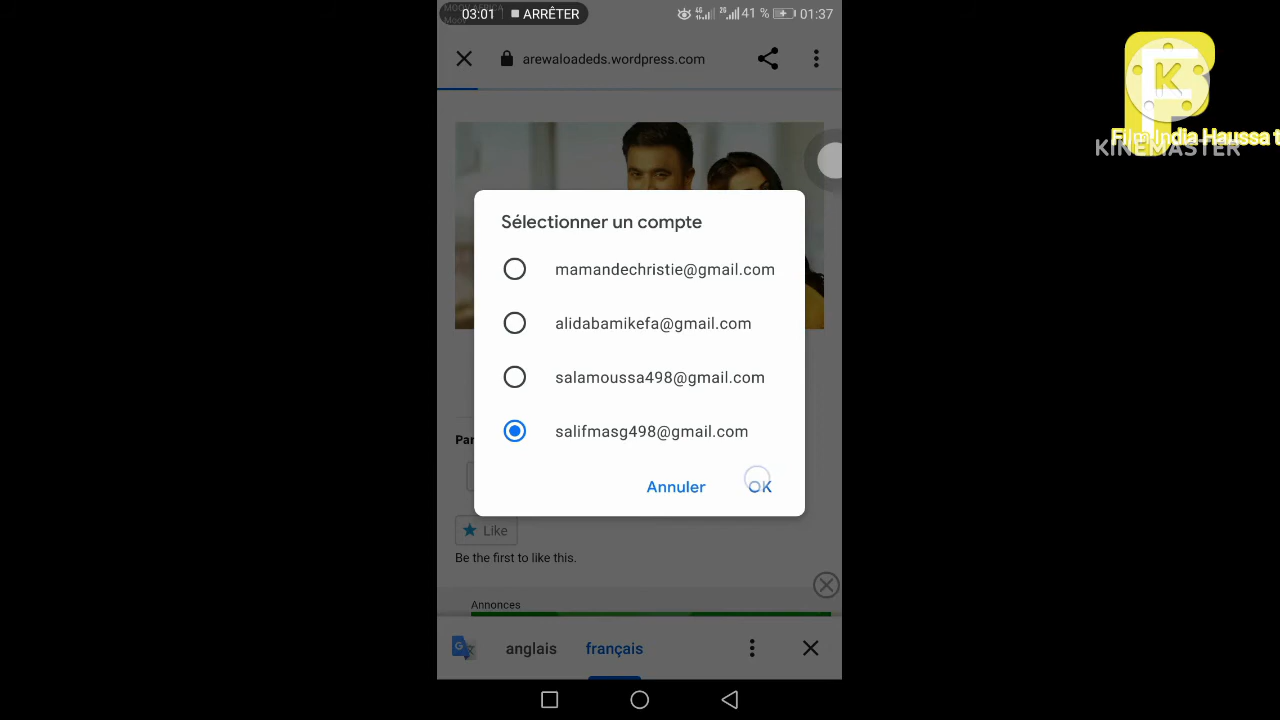 03:01 ARRÊTER
4G 2G 41 % 01:37
arewaloadeds.wordpress.com
Film India Haussa t
KINEMASTER
Sélectionner un compte
mamandechristie@gmail.com
alidabamikefa@gmail.com
salamoussa498@gmail.com
salifmasg498@gmail.com
Par
Annuler OK
Like
Be the first to like this.
Annonces
anglais français